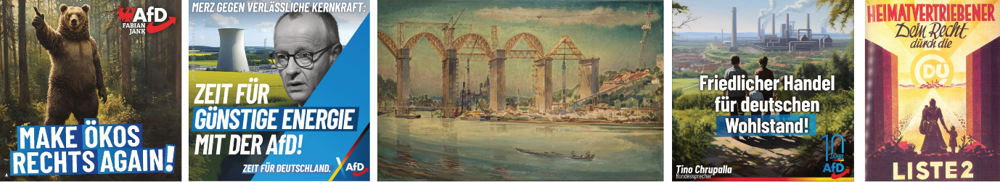 AfD
FABIAN
JANK
MAKE ÖKOS
RECHTS AGAIN!
MERZ GEGEN VERLÄSSLICHE KERNKRAFT:
ZEIT FÜR
GÜNSTIGE ENERGIE
MIT DER AfD!
ZEIT FÜR DEUTSCHLAND.
AfD
Friedlicher Handel
für deutschen
Wohlstand!
10
JAHRE
AfD
Tino Chrupalla
Bundessprecher
HEIMATVERTRIEBENER
Dein Recht
durch die
CDU
LISTE 2